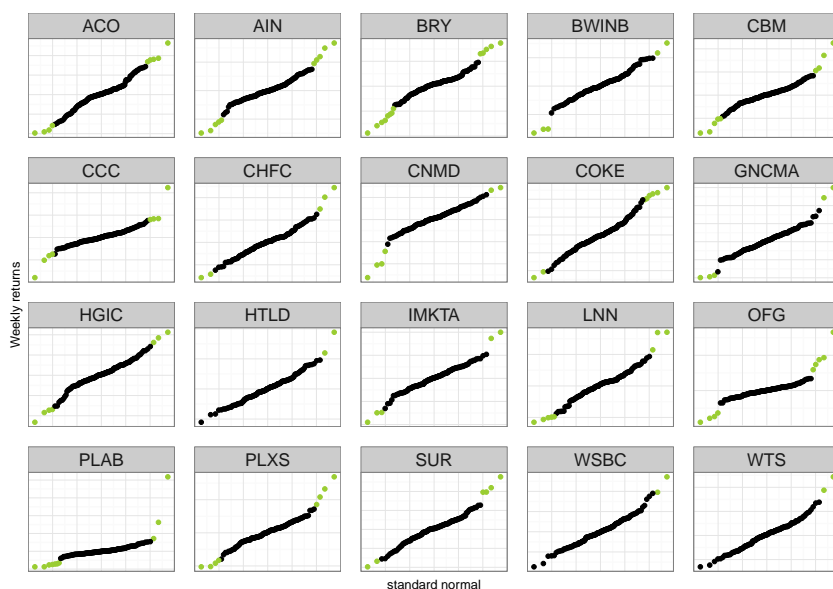 ACO AIN BRY BWINB CBM
CCC CHFC CNMD COKE GNCMA
HGIC HTLD IMKTA LNN OFG
PLAB PLXS SUR WSBC WTS
Weekly returns
standard normal